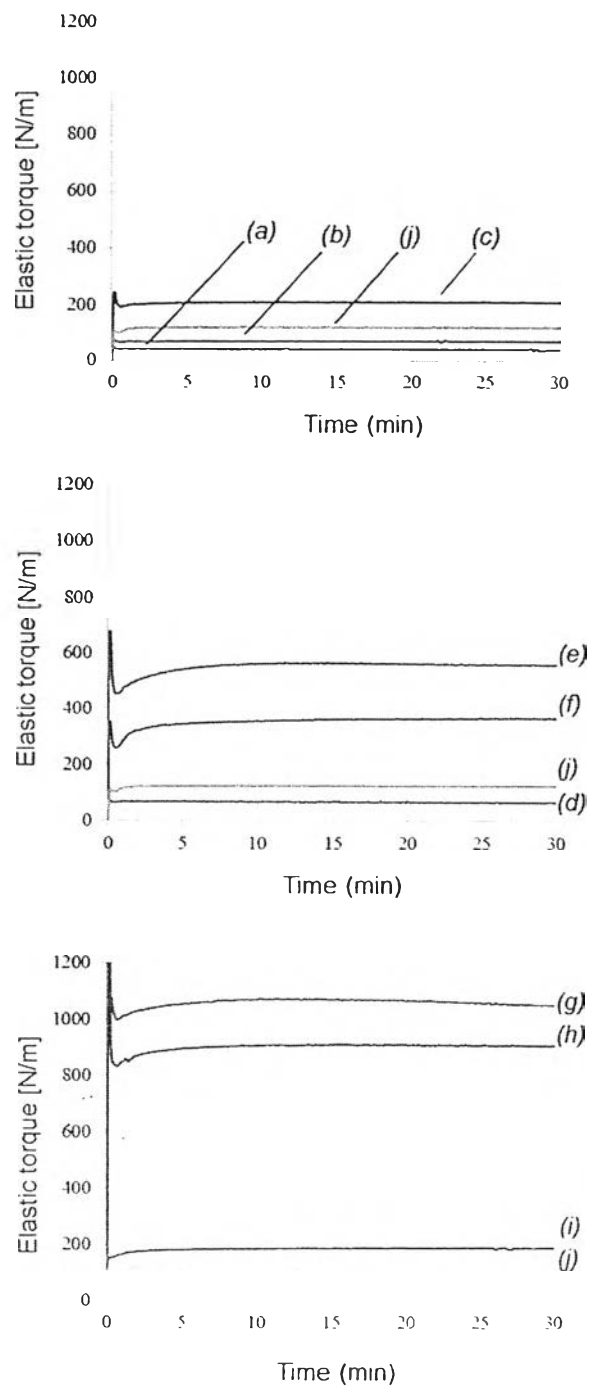 1200
1000
800
600
400
200
0
Elastic torque [N/m]
(a) (b) (j) (c)
0 5 10 15 20 25 30
Time (min)
1200
1000
800
600
400
200
0
Elastic torque [N/m]
(e)
(f)
(j)
(d)
0 5 10 15 20 25 30
Time (min)
1200
1000
800
600
400
200
0
Elastic torque [N/m]
(g)
(h)
(i)
(j)
0 5 10 15 20 25 30
Time (min)